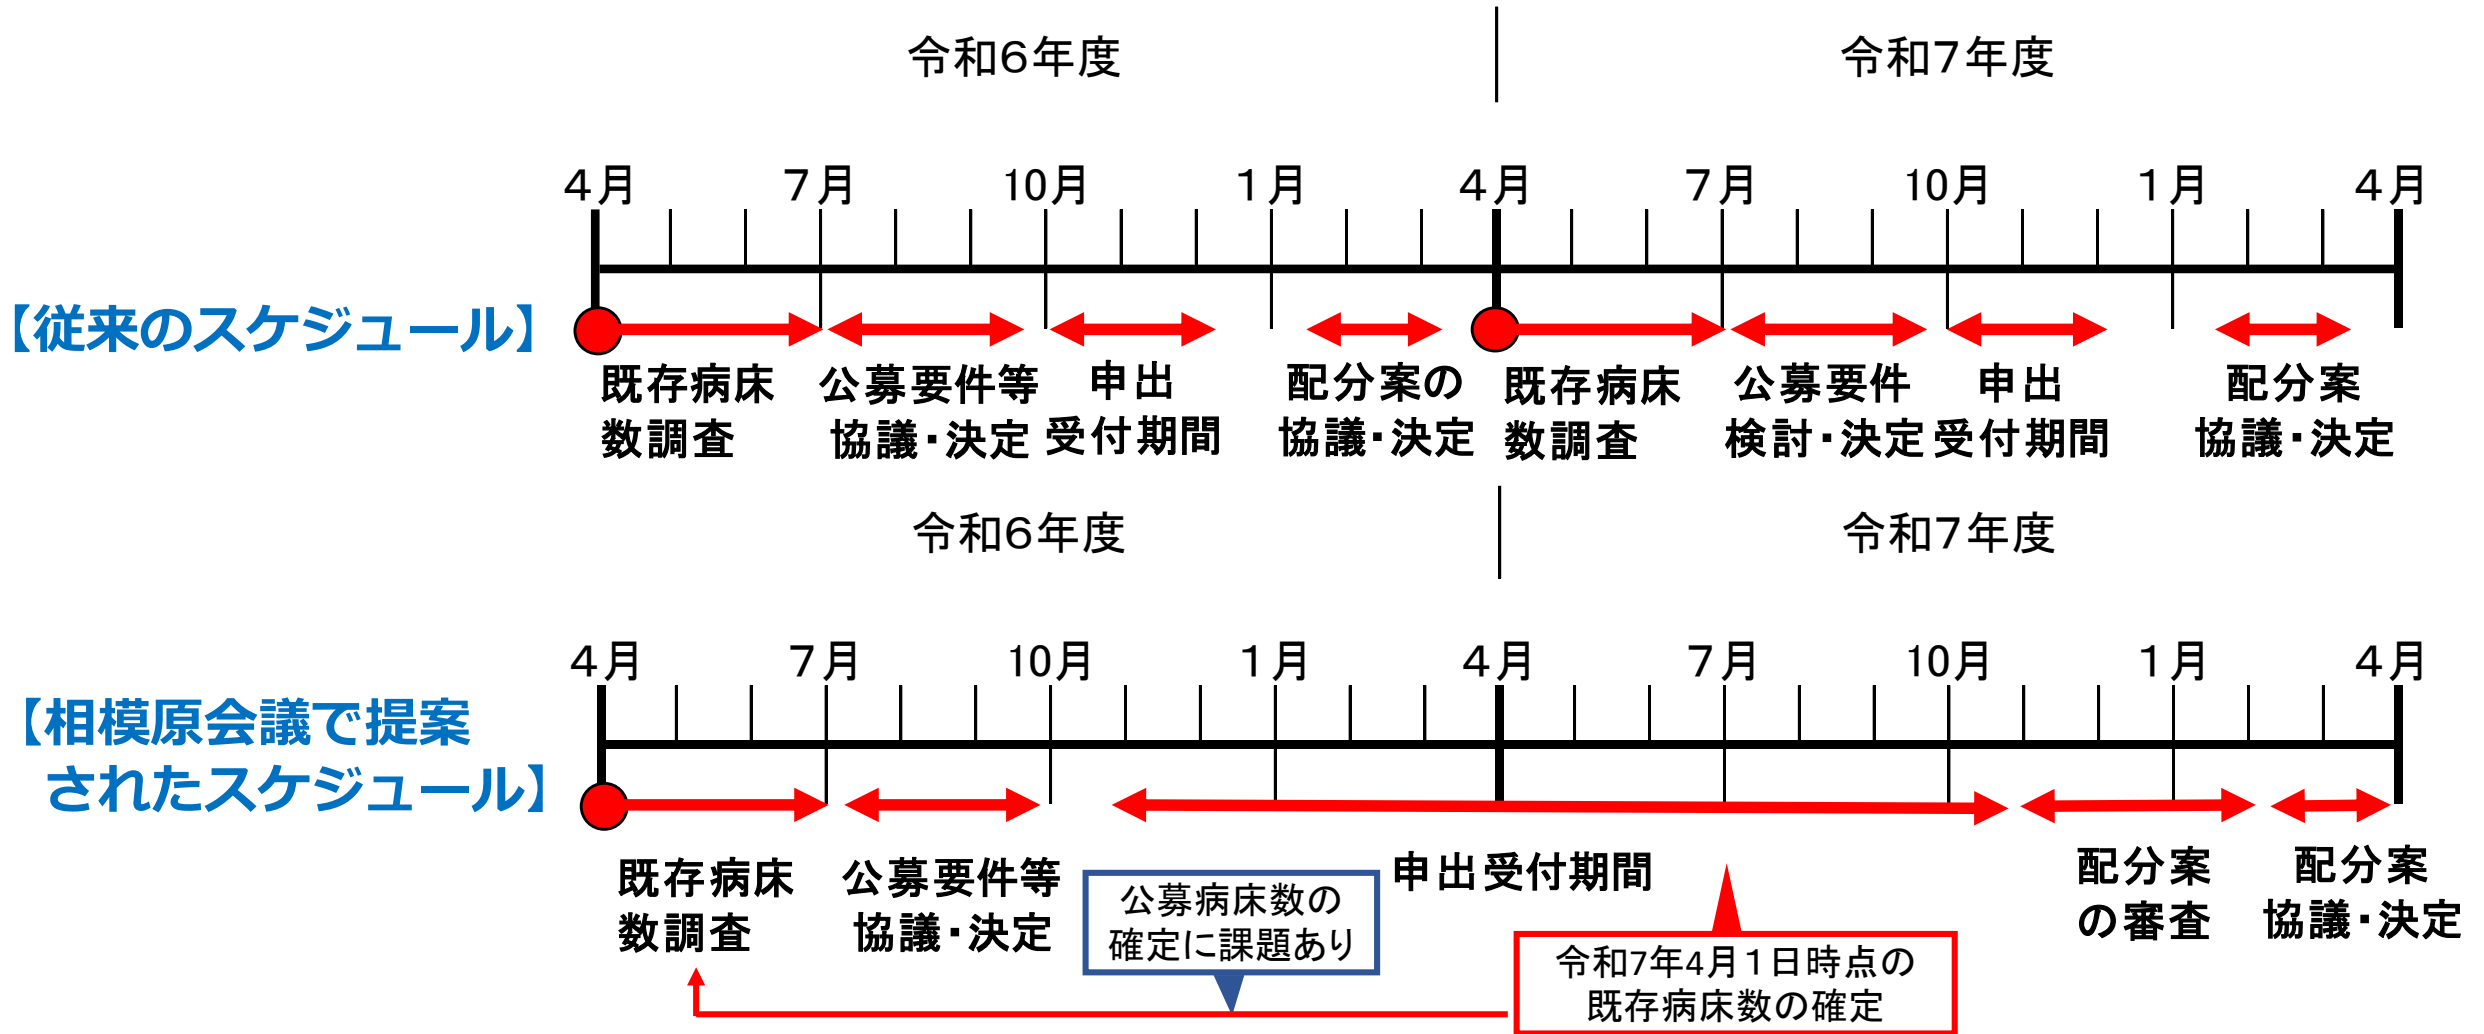 令和6年度
令和7年度
4月 7月 10月 1月 4月 7月 10月 1月 4月
【従来のスケジュール】
既存病床
数調査
公募要件等
協議・決定
申出
受付期間
配分案の
協議・決定
既存病床
数調査
公募要件
検討・決定
申出
受付期間
配分案
協議・決定
令和6年度
令和7年度
4月 7月 10月 1月 4月 7月 10月 1月 4月
【相模原会議で提案
されたスケジュール】
既存病床
数調査
公募要件等
協議・決定
公募病床数の
確定に課題あり
申出受付期間
令和7年4月1日時点の
既存病床数の確定
配分案
の審査
配分案
協議・決定